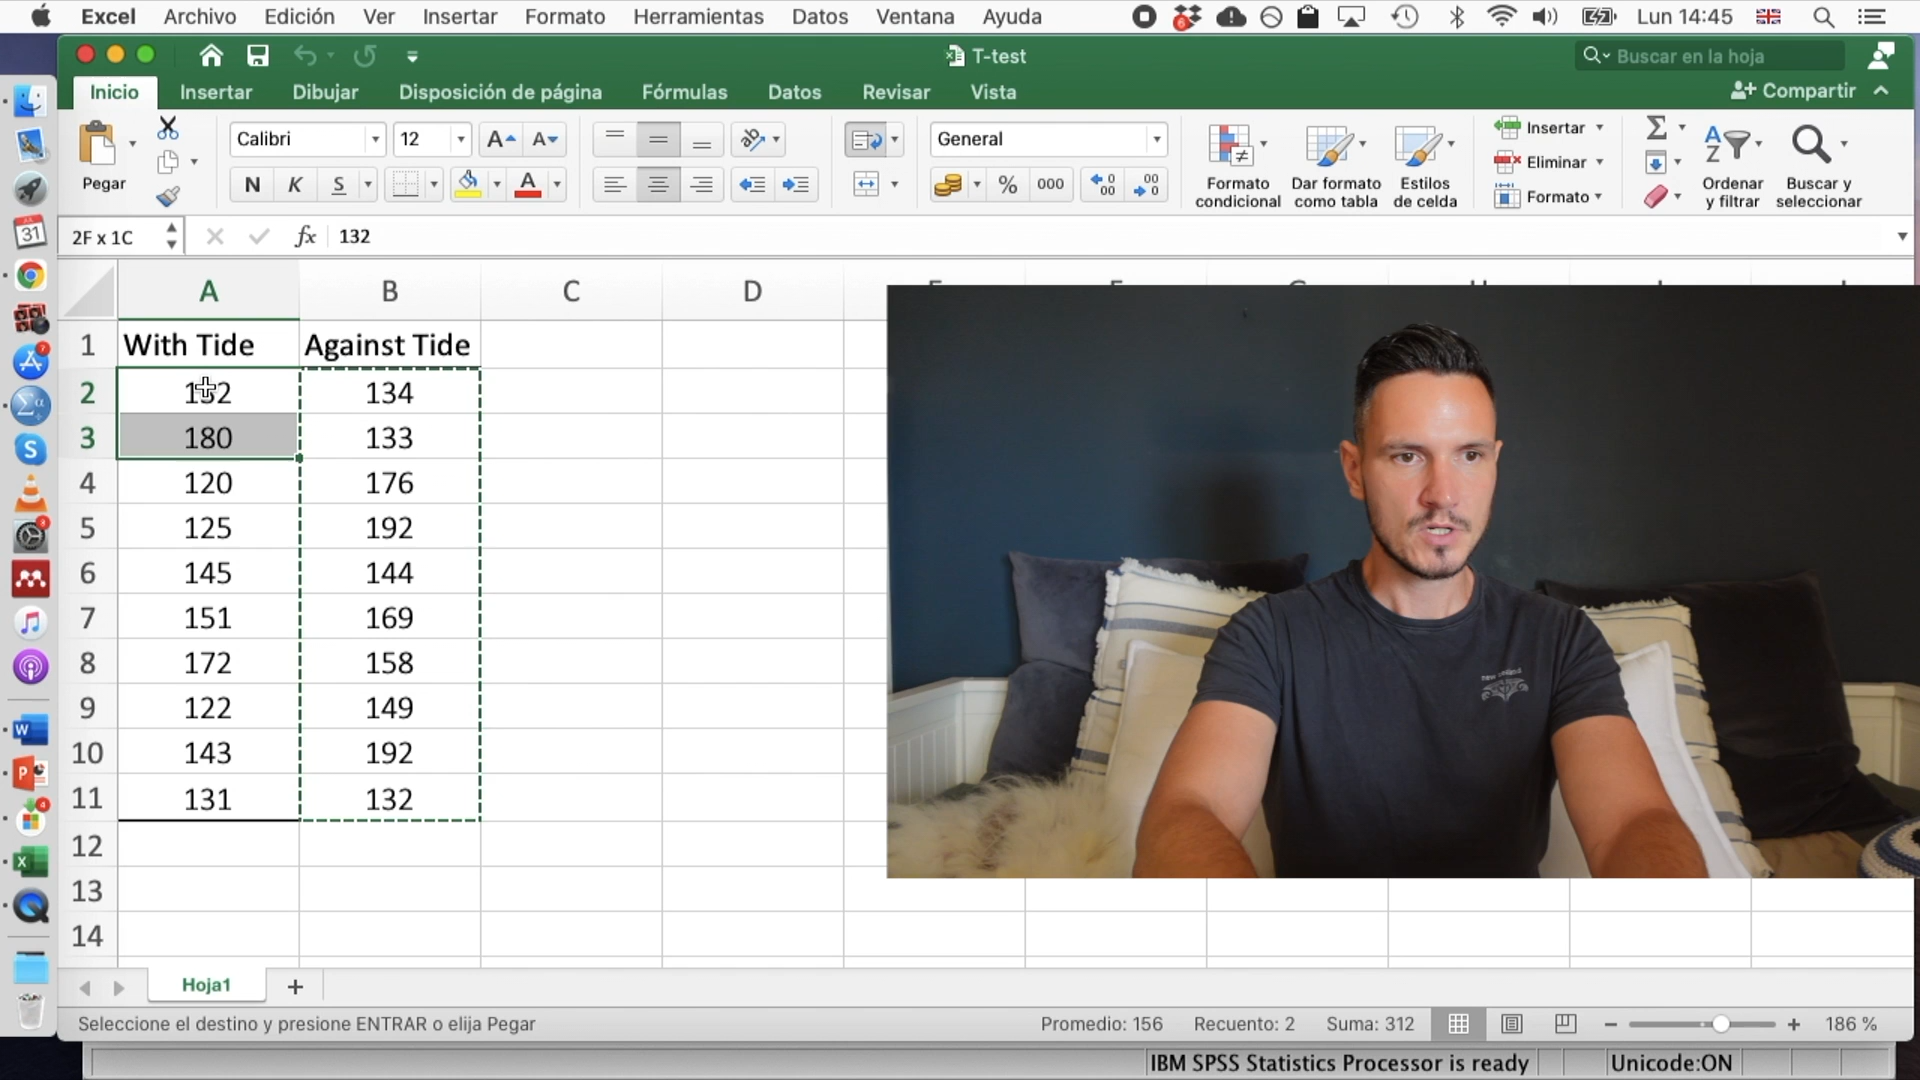 Excel Archivo Edición Ver Insertar Formato Herramientas Datos Ventana Ayuda Lun 14:45
T-test
Buscar en la hoja
Inicio Insertar Dibujar Disposición de página Fórmulas Datos Revisar Vista Compartir
Pegar
Calibri 12
N K S
General
% 000
Formato condicional
Dar formato como tabla
Estilos de celda
Insertar
Eliminar
Formato
Ordenar y filtrar
Buscar y seleccionar
2F x 1C fx 132
A B C D
1 With Tide Against Tide
2 132 134
3 180 133
4 120 176
5 125 192
6 145 144
7 151 169
8 172 158
9 122 149
10 143 192
11 131 132
12
13
14
Hoja1
Seleccione el destino y presione ENTRAR o elija Pegar Promedio: 156 Recuento: 2 Suma: 312 186 %
IBM SPSS Statistics Processor is ready Unicode:ON